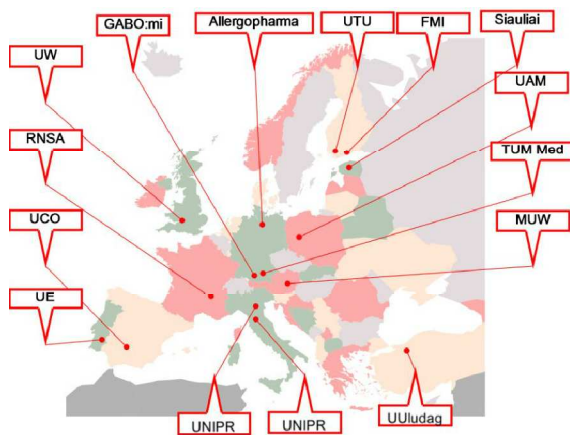 GABO:mi
Allergopharma
UTU
FMI
Siauliai
UW
UAM
RNSA
TUM Med
UCO
MUW
UE
UNIPR
UNIPR
UUludag